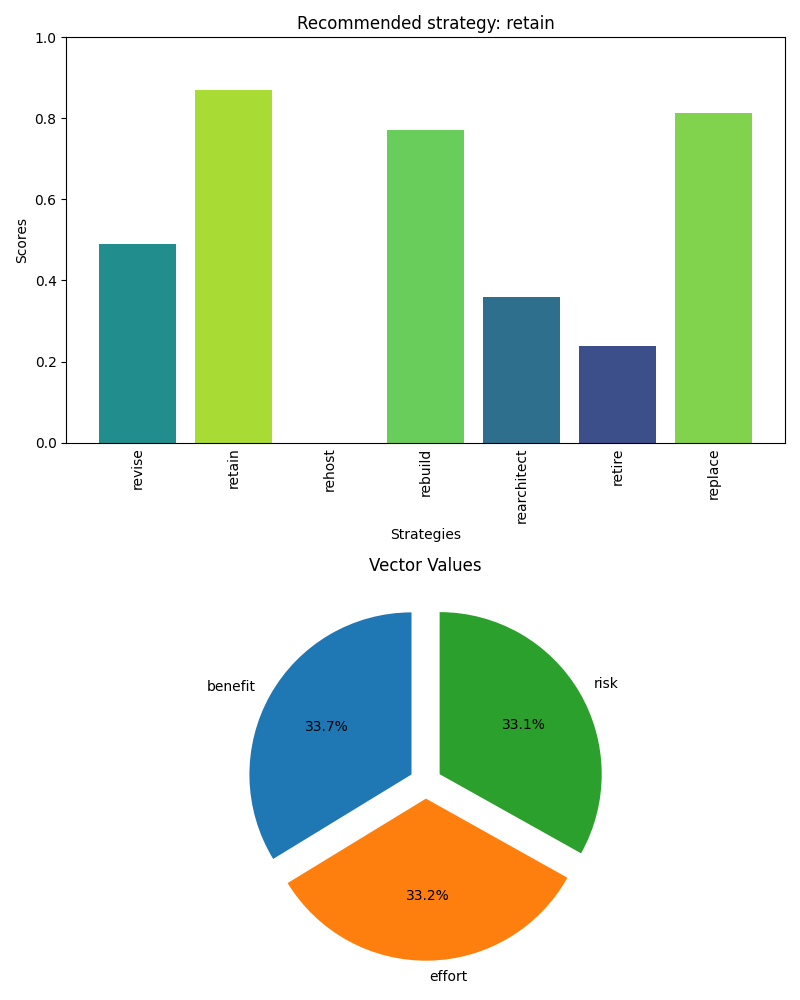 Recommended strategy: retain
1.0
0.8
0.6
0.4
0.2
0.0
Scores
revise
retain
rehost
rebuild
rearchitect
retire
replace
Strategies
Vector Values
benefit
33.7%
risk
33.1%
33.2%
effort